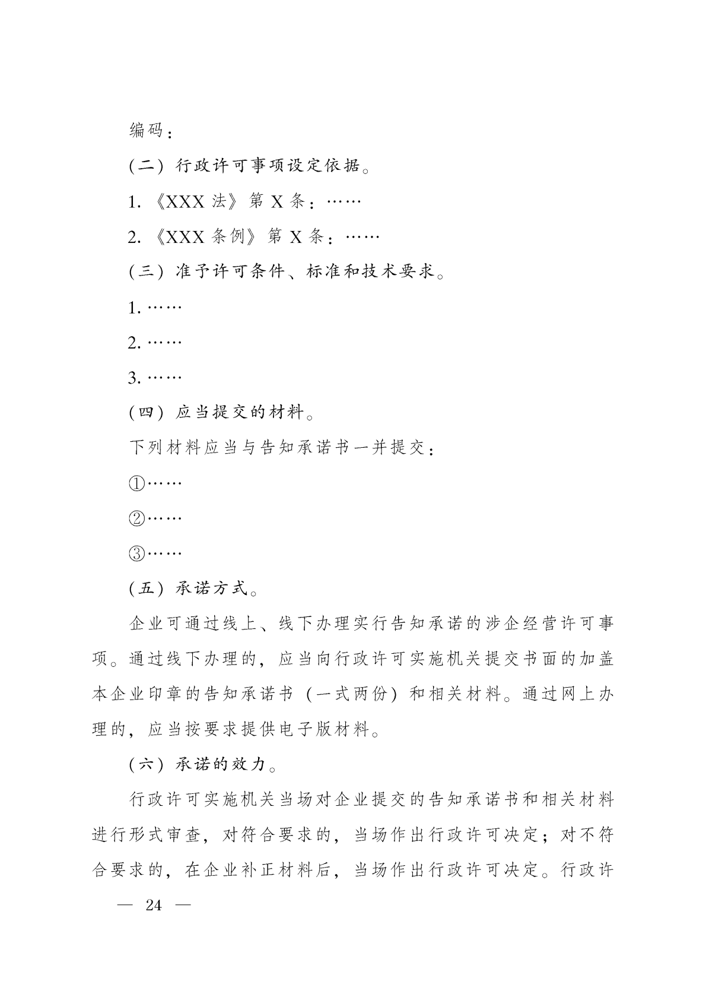 编码：
（二）行政许可事项设定依据。
1.《XXX 法》第 X 条：……
2.《XXX 条例》第 X 条：……
（三）准予许可条件、标准和技术要求。
1.……
2.……
3.……
（四）应当提交的材料。
下列材料应当与告知承诺书一并提交：
①……
②……
③……
（五）承诺方式。
企业可通过线上、线下办理实行告知承诺的涉企经营许可事
项。通过线下办理的，应当向行政许可实施机关提交书面的加盖
本企业印章的告知承诺书（一式两份）和相关材料。通过网上办
理的，应当按要求提供电子版材料。
（六）承诺的效力。
行政许可实施机关当场对企业提交的告知承诺书和相关材料
进行形式审查，对符合要求的，当场作出行政许可决定；对不符
合要求的，在企业补正材料后，当场作出行政许可决定。行政许
— 24 —